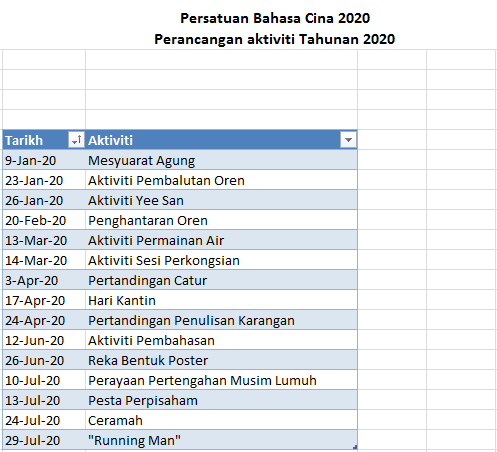 Persatuan Bahasa Cina 2020
Perancangan aktiviti Tahunan 2020
Tarikh Aktiviti
9-Jan-20 Mesyuarat Agung
23-Jan-20 Aktiviti Pembalutan Oren
26-Jan-20 Aktiviti Yee San
20-Feb-20 Penghantaran Oren
13-Mar-20 Aktiviti Permainan Air
14-Mar-20 Aktiviti Sesi Perkongsian
3-Apr-20 Pertandingan Catur
17-Apr-20 Hari Kantin
24-Apr-20 Pertandingan Penulisan Karangan
12-Jun-20 Aktiviti Pembahasan
26-Jun-20 Reka Bentuk Poster
10-Jul-20 Perayaan Pertengahan Musim Lumuh
13-Jul-20 Pesta Perpisaham
24-Jul-20 Ceramah
29-Jul-20 "Running Man"